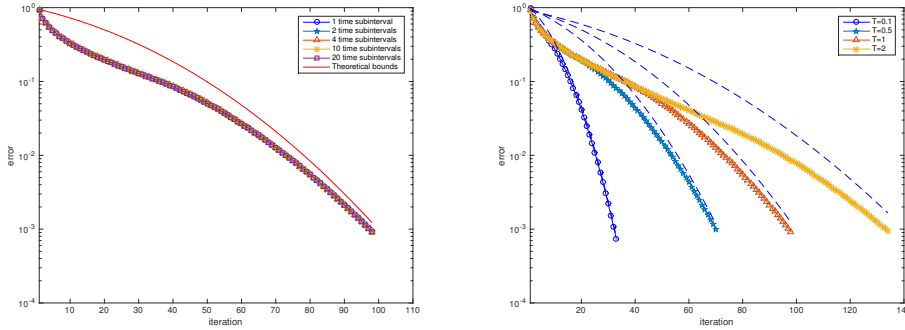 10^0
10^-1
10^-2
10^-3
10^-4
error
10 20 30 40 50 60 70 80 90 100 110
iteration
1 time subinterval
2 time subintervals
4 time subintervals
10 time subintervals
20 time subintervals
Theoretical bounds
10^0
10^-1
10^-2
10^-3
10^-4
error
20 40 60 80 100 120 140
iteration
T=0.1
T=0.5
T=1
T=2